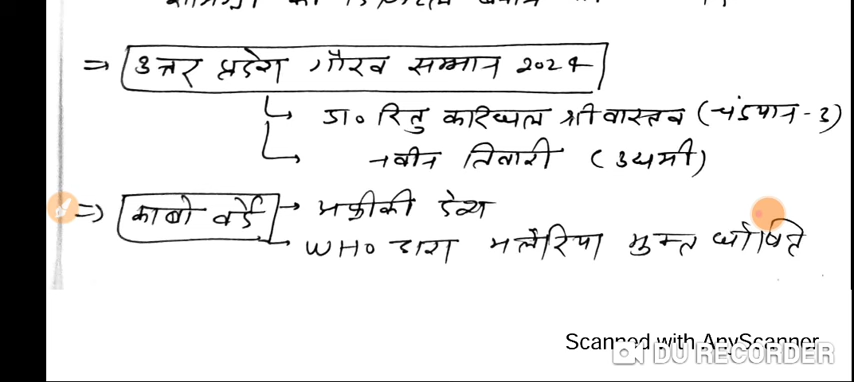 => उत्तर प्रदेश गौरव सम्मान 2024
डा० रितु कारिधल श्रीवास्तव (चंद्रयान - 3)
नवीन तिवारी (उद्यमी)
=> काबो वर्डे → अफ्रीकी देश
WHO द्वारा मलेरिया मुक्त घोषित
Scanned with AnyScanner
DU RECORDER